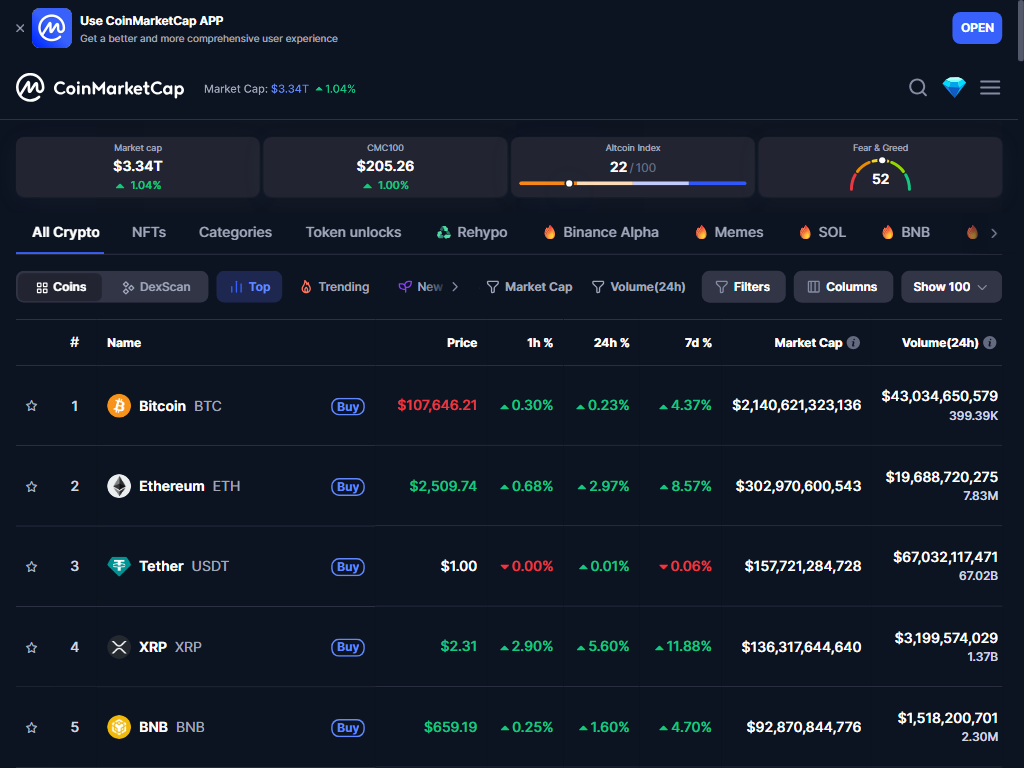 Use CoinMarketCap APP
Get a better and more comprehensive user experience
OPEN
CoinMarketCap Market Cap: $3.34T 1.04%
Market cap
$3.34T
1.04%
CMC100
$205.26
1.00%
Altcoin Index
22/100
Fear & Greed
52
All Crypto NFTs Categories Token unlocks Rehypo Binance Alpha Memes SOL BNB
Coins DexScan Top Trending New Market Cap Volume(24h) Filters Columns Show 100
# Name Price 1h % 24h % 7d % Market Cap Volume(24h)
1 Bitcoin BTC Buy $107,646.21 0.30% 0.23% 4.37% $2,140,621,323,136 $43,034,650,579
399.39K
2 Ethereum ETH Buy $2,509.74 0.68% 2.97% 8.57% $302,970,600,543 $19,688,720,275
7.83M
3 Tether USDT Buy $1.00 0.00% 0.01% 0.06% $157,721,284,728 $67,032,117,471
67.02B
4 XRP XRP Buy $2.31 2.90% 5.60% 11.88% $136,317,644,640 $3,199,574,029
1.37B
5 BNB BNB Buy $659.19 0.25% 1.60% 4.70% $92,870,844,776 $1,518,200,701
2.30M